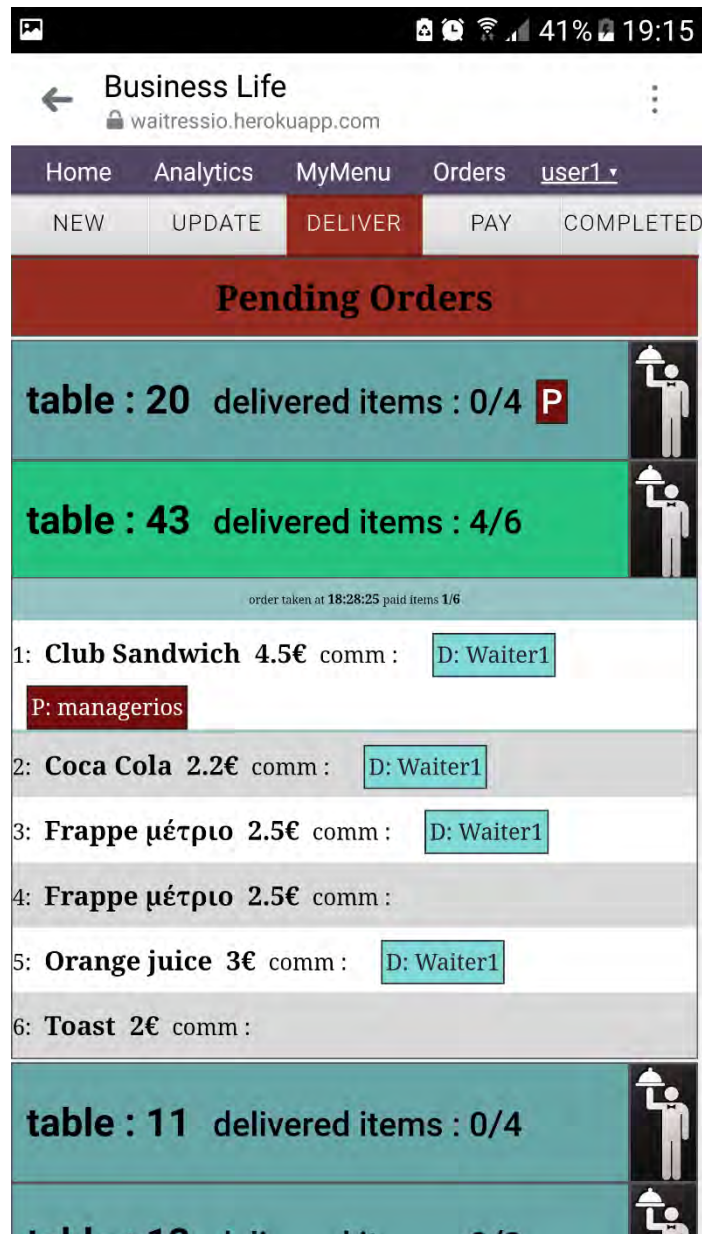 41% 19:15
Business Life
waitressio.herokuapp.com
Home Analytics MyMenu Orders user1
NEW UPDATE DELIVER PAY COMPLETED
Pending Orders
table : 20 delivered items : 0/4 P
table : 43 delivered items : 4/6
order taken at 18:28:25 paid items 1/6
1: Club Sandwich 4.5€ comm : D: Waiter1
P: managerios
2: Coca Cola 2.2€ comm : D: Waiter1
3: Frappe μέτριο 2.5€ comm : D: Waiter1
4: Frappe μέτριο 2.5€ comm :
5: Orange juice 3€ comm : D: Waiter1
6: Toast 2€ comm :
table : 11 delivered items : 0/4